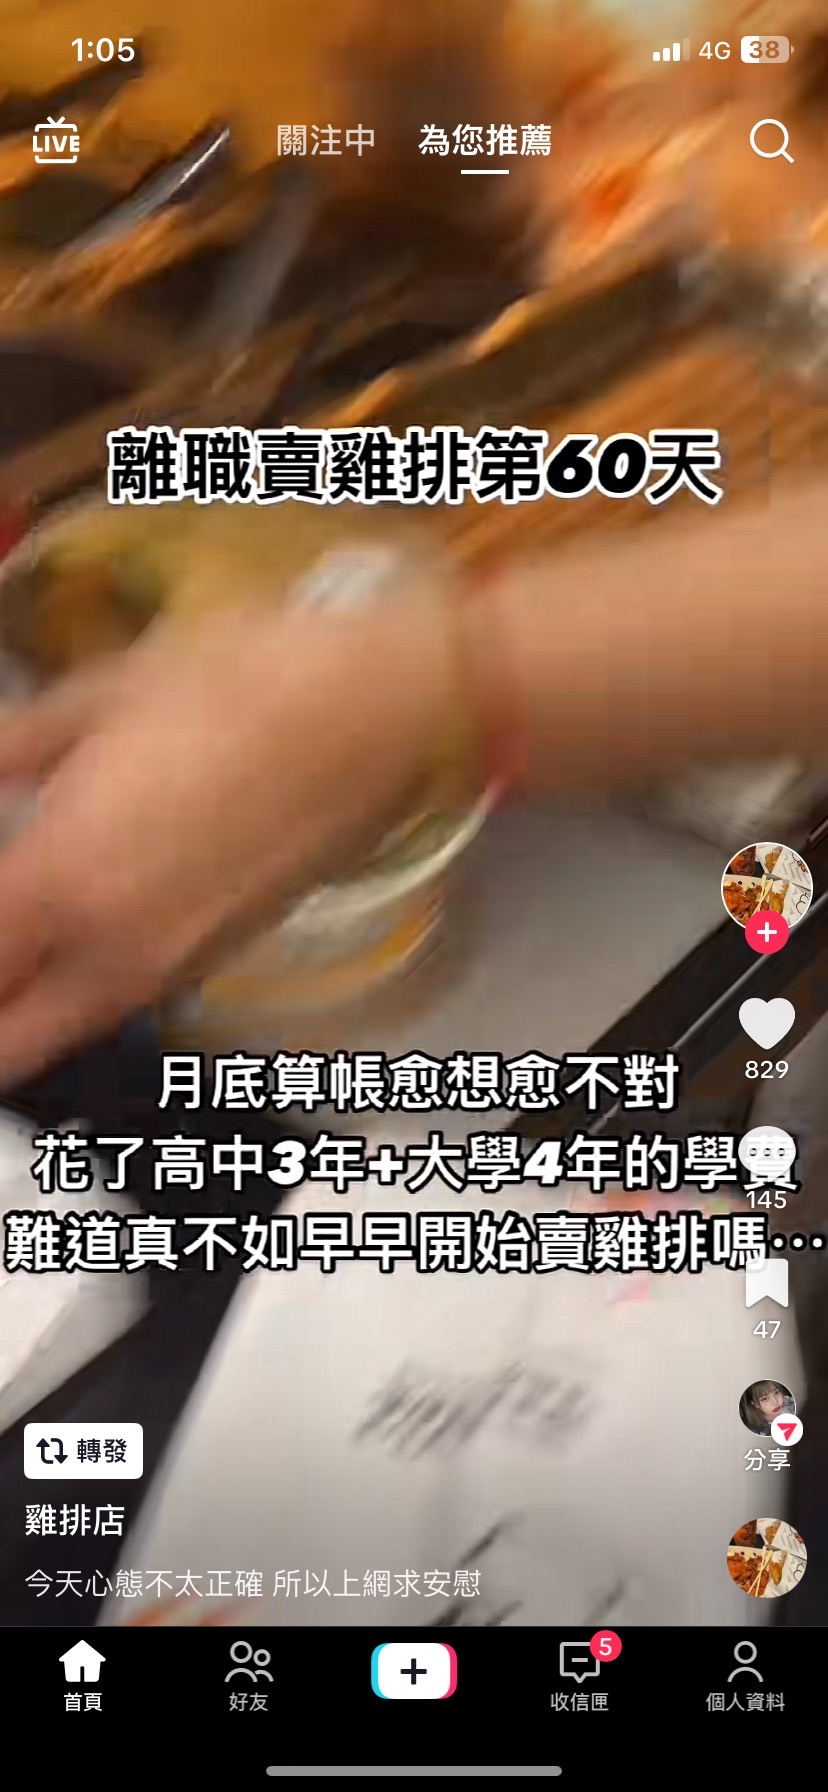 1:05
4G
38
LIVE
關注中
為您推薦
離職賣雞排第60天
829
月底算帳愈想愈不對
花了高中3年+大學4年的學費
145
難道真不如早早開始賣雞排嗎⋯
47
轉發
分享
雞排店
今天心態不太正確 所以上網求安慰
首頁
好友
5
收信匣
個人資料